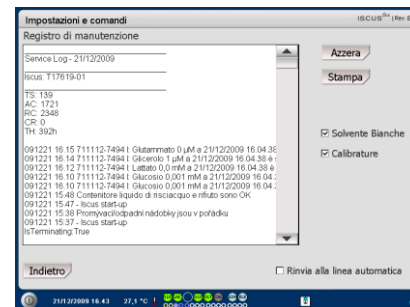 Impostazioni e comandi
ISCUS
Registro di manutenzione
Service Log - 21/12/2009
Iscus: T17619-01
TS: 139
AC: 1721
RC: 2348
CR: 0
TH: 392h
091221 16.15 711112-7494 I: Glutammato 0 µM a 21/12/2009 16.04.38
091221 16.14 711112-7494 I: Glicerolo 1 µM a 21/12/2009 16.04.38 è
091221 16.12 711112-7494 I: Lattato 0,0 mM a 21/12/2009 16.04.38 è
091221 16.10 711112-7494 I: Glucosio 0,001 mM a 21/12/2009 16.04.
091221 16.10 711112-7494 I: Glucosio 0,001 mM a 21/12/2009 16.04.
091221 15.48 Contenitore liquido di risciacquo e rifiuto sono OK
091221 15.47 - Iscus start-up
091221 15.38 Promývací/odpadní nádobky jsou v pořádku
091221 15.37 - Iscus start-up
IsTerminating:True
Azzera
Stampa
Solvente Bianche
Calibrature
Indietro
Rinvia alla linea automatica
21/12/2009 16.43 27,1 °C !